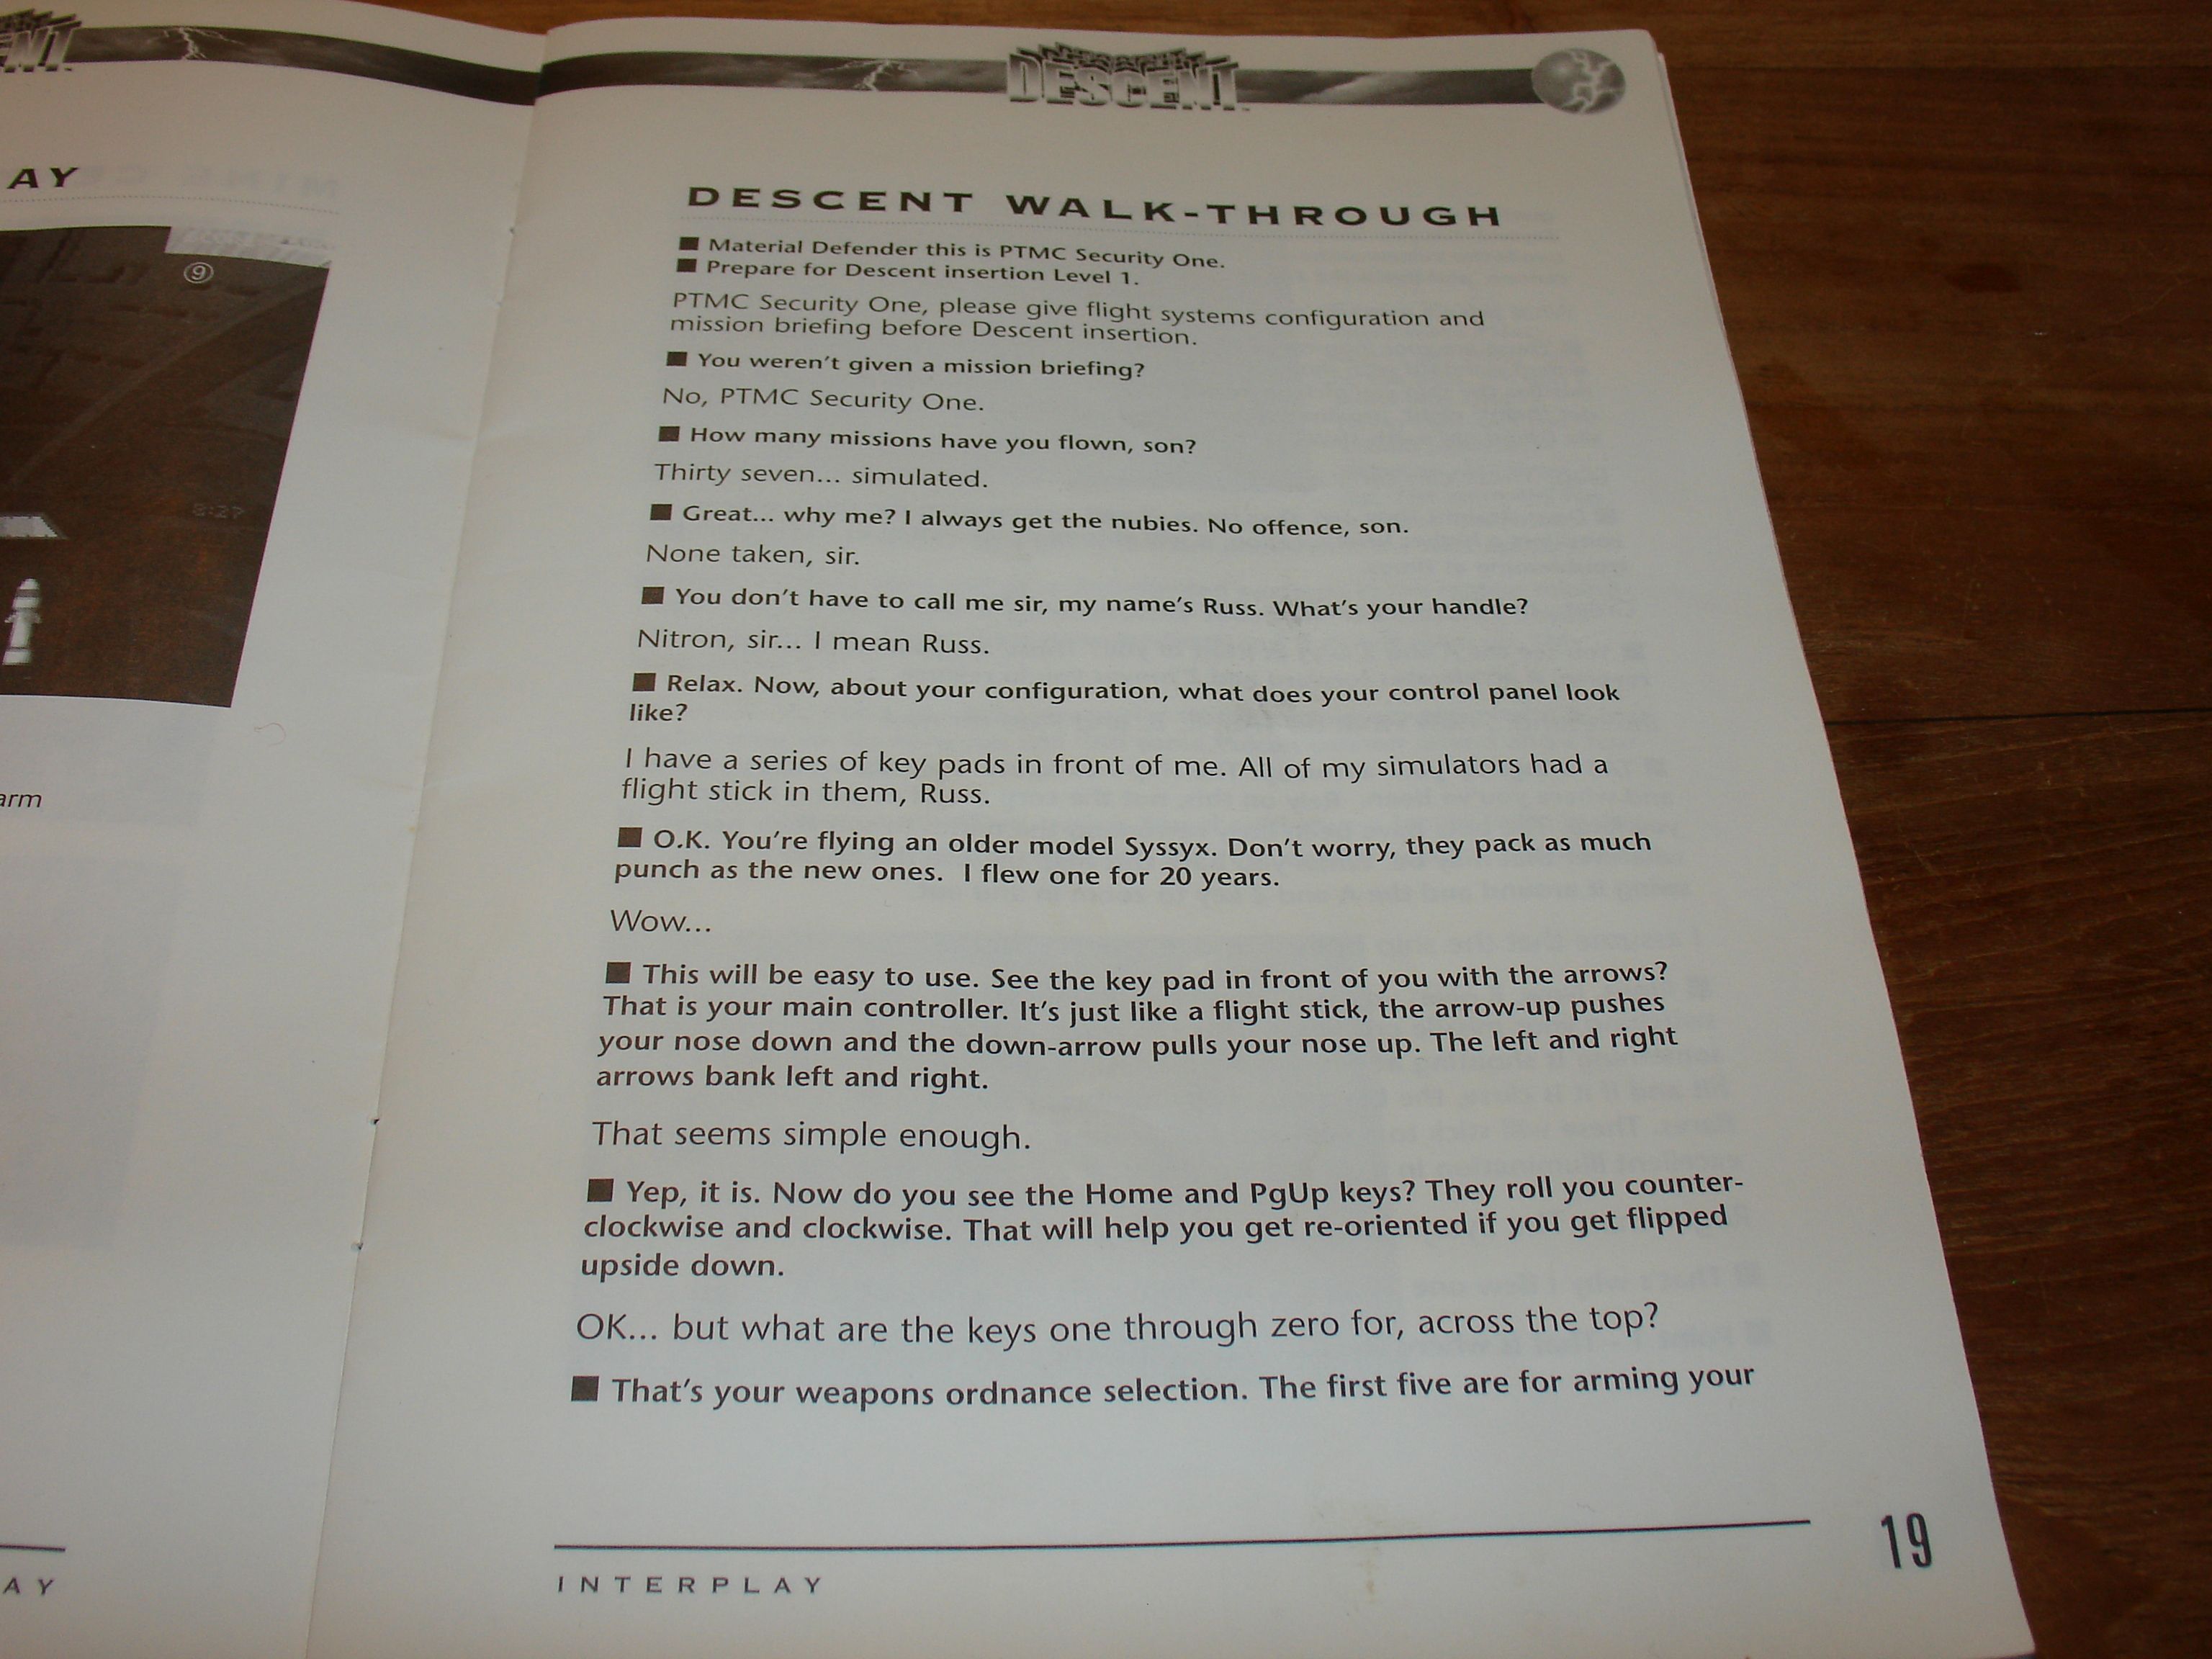 ENT
AY
9
8:27
arm
AY
DESCENT
DESCENT WALK-THROUGH
■ Material Defender this is PTMC Security One.
■ Prepare for Descent insertion Level 1.
PTMC Security One, please give flight systems configuration and
mission briefing before Descent insertion.
■ You weren't given a mission briefing?
No, PTMC Security One.
■ How many missions have you flown, son?
Thirty seven... simulated.
■ Great... why me? I always get the nubies. No offence, son.
None taken, sir.
■ You don't have to call me sir, my name's Russ. What's your handle?
Nitron, sir... I mean Russ.
■ Relax. Now, about your configuration, what does your control panel look
like?
I have a series of key pads in front of me. All of my simulators had a
flight stick in them, Russ.
■ O.K. You're flying an older model Syssyx. Don't worry, they pack as much
punch as the new ones. I flew one for 20 years.
Wow...
■ This will be easy to use. See the key pad in front of you with the arrows?
That is your main controller. It's just like a flight stick, the arrow-up pushes
your nose down and the down-arrow pulls your nose up. The left and right
arrows bank left and right.
That seems simple enough.
■ Yep, it is. Now do you see the Home and PgUp keys? They roll you counter-
clockwise and clockwise. That will help you get re-oriented if you get flipped
upside down.
OK... but what are the keys one through zero for, across the top?
■ That's your weapons ordnance selection. The first five are for arming your
INTERPLAY
19